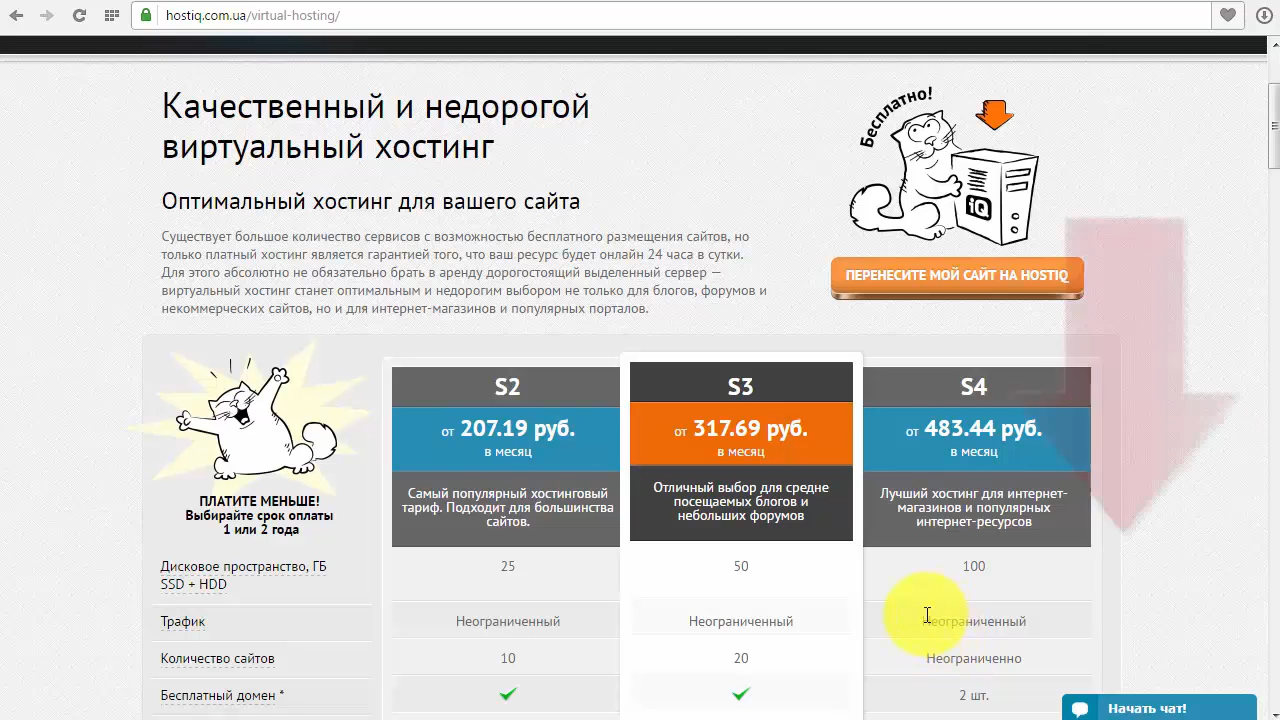 hostiq.com.ua/virtual-hosting/
Качественный и недорогой
виртуальный хостинг
Бесплатно!
iQ
Оптимальный хостинг для вашего сайта
Существует большое количество сервисов с возможностью бесплатного размещения сайтов, но
только платный хостинг является гарантией того, что ваш ресурс будет онлайн 24 часа в сутки.
Для этого абсолютно не обязательно брать в аренду дорогостоящий выделенный сервер —
виртуальный хостинг станет оптимальным и недорогим выбором не только для блогов, форумов и
некоммерческих сайтов, но и для интернет-магазинов и популярных порталов.
ПЕРЕНЕСИТЕ МОЙ САЙТ НА HOSTIQ
ПЛАТИТЕ МЕНЬШЕ!
Выбирайте срок оплаты
1 или 2 года
S2 S3 S4
от 207.19 руб. от 317.69 руб. от 483.44 руб.
в месяц в месяц в месяц
Самый популярный хостинговый
тариф. Подходит для большинства
сайтов.
Отличный выбор для средне
посещаемых блогов и
небольших форумов
Лучший хостинг для интернет-
магазинов и популярных
интернет-ресурсов
Дисковое пространство, ГБ 25 50 100
SSD + HDD
Трафик Неограниченный Неограниченный Неограниченный
Количество сайтов 10 20 Неограниченно
Бесплатный домен * 2 шт.
Начать чат!